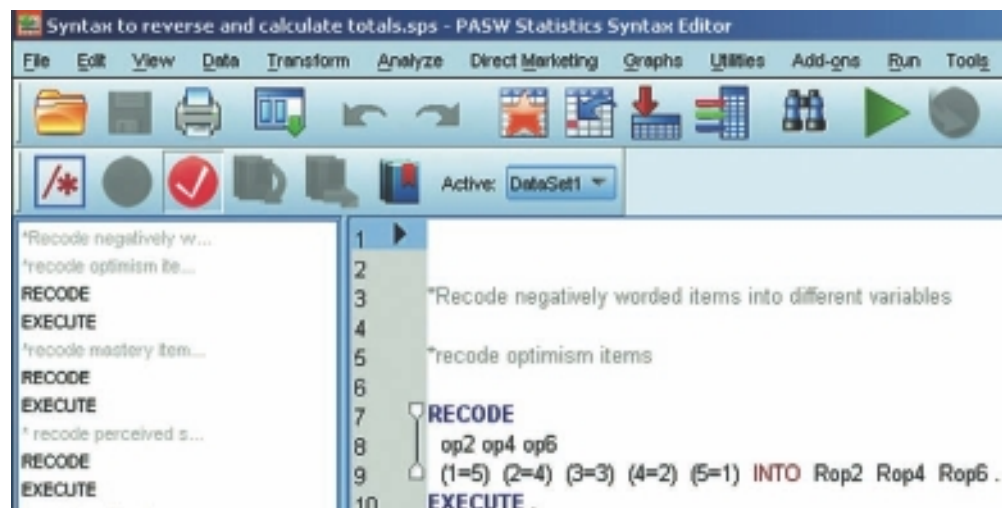 Syntax to reverse and calculate totals.sps - PASW Statistics Syntax Editor
File Edit View Data Transform Analyze Direct Marketing Graphs Utilities Add-ons Run Tools
Active: DataSet1
*Recode negatively w...
*recode optimism ite...
RECODE
EXECUTE
*recode mastery item...
RECODE
EXECUTE
* recode perceived s...
RECODE
EXECUTE
1
2
3 *Recode negatively worded items into different variables
4
5 *recode optimism items
6
7 RECODE
8 op2 op4 op6
9 (1=5) (2=4) (3=3) (4=2) (5=1) INTO Rop2 Rop4 Rop6 .
10 EXECUTE .